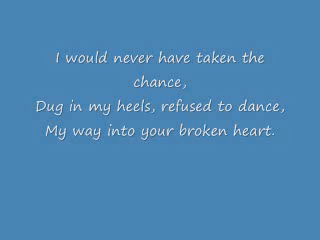 I would never have taken the
chance,
Dug in my heels, refused to dance,
My way into your broken heart.